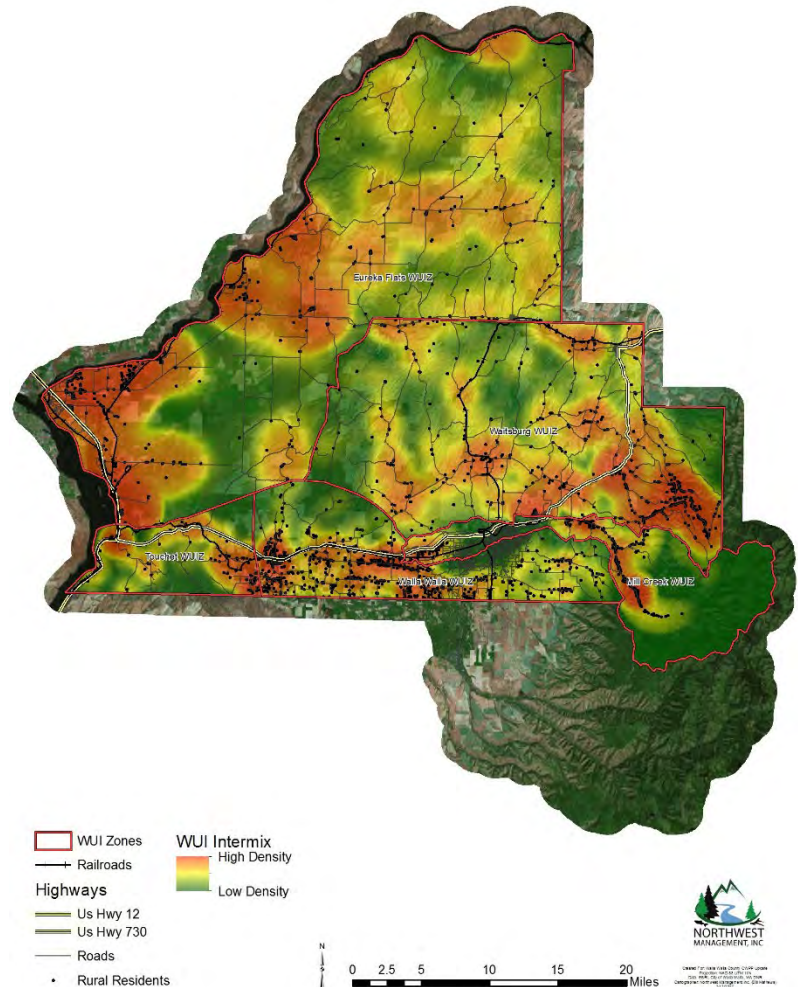 Eureka Flats WUIZ
Waitsburg WUIZ
Touchet WUIZ
Walla Walla WUIZ
Mill Creek WUIZ
WUI Zones
Railroads
Highways
Us Hwy 12
Us Hwy 730
Roads
Rural Residents
WUI Intermix
High Density
Low Density
N
0 2.5 5 10 15 20
Miles
NORTHWEST
MANAGEMENT, INC